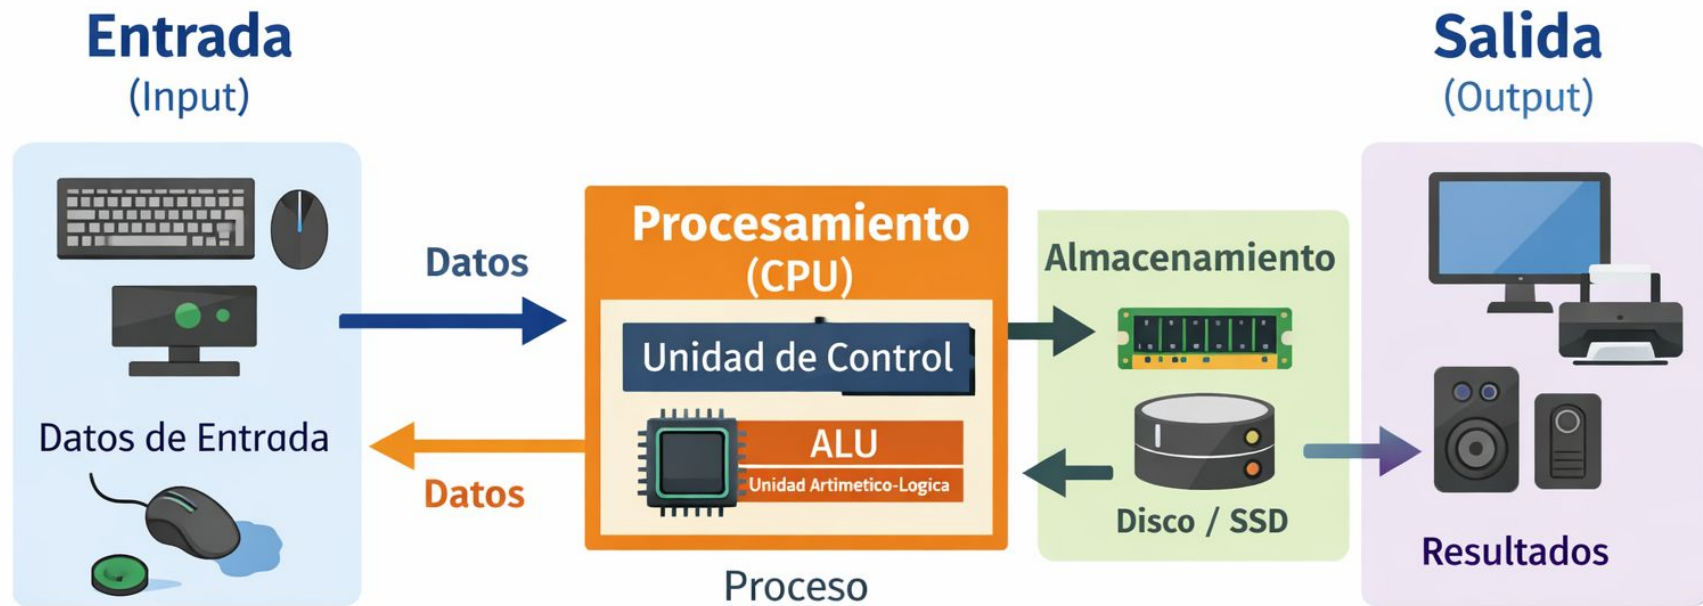 Entrada
(Input)
Datos de Entrada
Datos
Datos
Procesamiento
(CPU)
Unidad de Control
ALU
Unidad Artimetico-Logica
Proceso
Almacenamiento
Disco / SSD
Salida
(Output)
Resultados